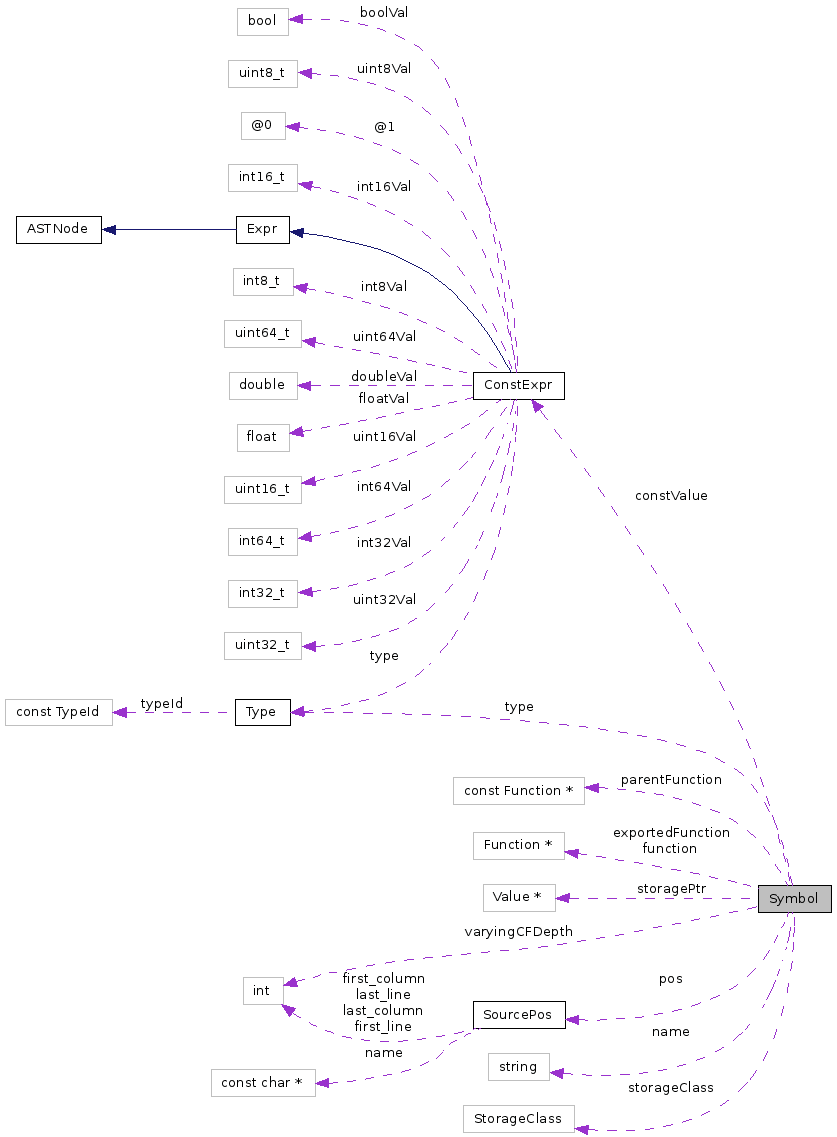 boolVal
bool
uint8Val
uint8_t
@1
@0
int16Val
int16_t
ASTNode
Expr
int8Val
int8_t
uint64Val
uint64_t
doubleVal
double
ConstExpr
floatVal
float
uint16Val
uint16_t
int64Val
constValue
int64_t
int32Val
int32_t
uint32Val
uint32_t
type
typeId
const TypeId
Type
type
parentFunction
const Function *
exportedFunction
function
Function *
storagePtr
Value *
Symbol
varyingCFDepth
first_column
last_line
last_column
first_line
int
pos
SourcePos
name
name
string
const char *
storageClass
StorageClass